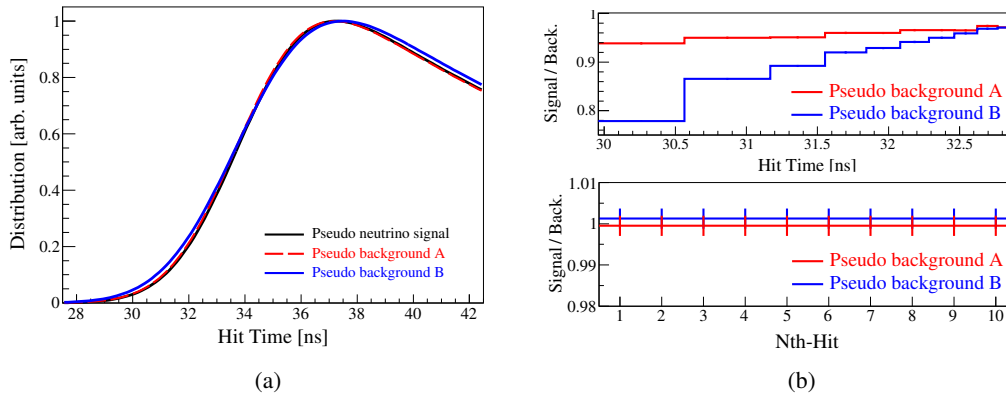 Distribution [arb. units]
1
0.8
0.6
0.4
0.2
0
Pseudo neutrino signal
Pseudo background A
Pseudo background B
28 30 32 34 36 38 40 42
Hit Time [ns]
(a)
Signal / Back.
1
0.9
0.8
Pseudo background A
Pseudo background B
30 30.5 31 31.5 32 32.5
Hit Time [ns]
Signal / Back.
1.01
1
0.99
0.98
Pseudo background A
Pseudo background B
1 2 3 4 5 6 7 8 9 10
Nth-Hit
(b)